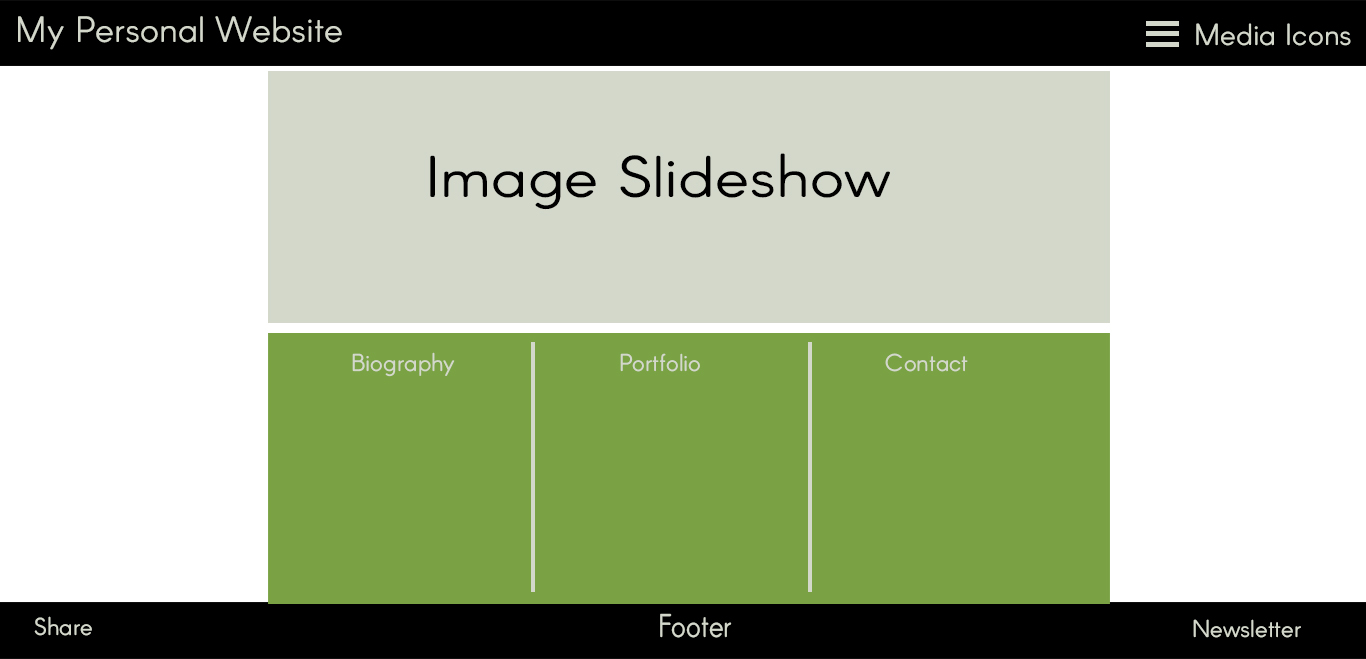 My Personal Website
Media Icons
Image Slideshow
Biography
Portfolio
Contact
Share
Footer
Newsletter